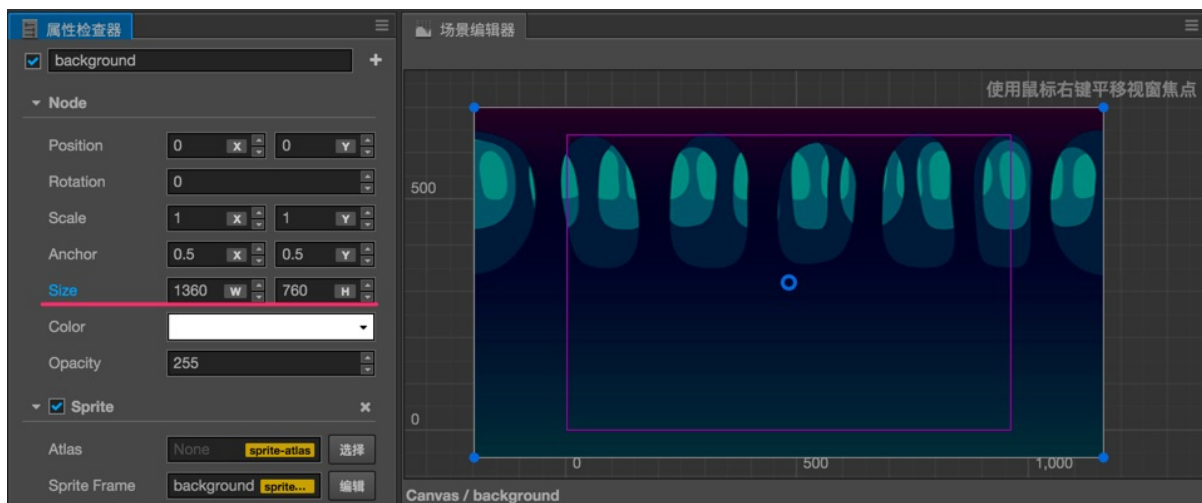 属性检查器
background
Node
Position 0 X 0 Y
Rotation 0
Scale 1 X 1 Y
Anchor 0.5 X 0.5 Y
Size 1360 W 760 H
Color
Opacity 255
Sprite
Atlas None sprite-atlas 选择
Sprite Frame background sprite... 编辑
场景编辑器
使用鼠标右键平移视窗焦点
500
0
0 500 1,000
Canvas / background